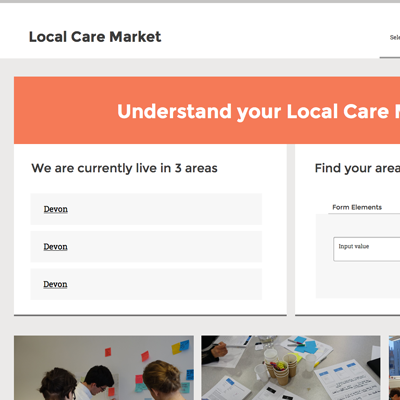 Local Care Market
Sele
Understand your Local Care
We are currently live in 3 areas
Devon
Devon
Devon
Find your area
Form Elements
Input value